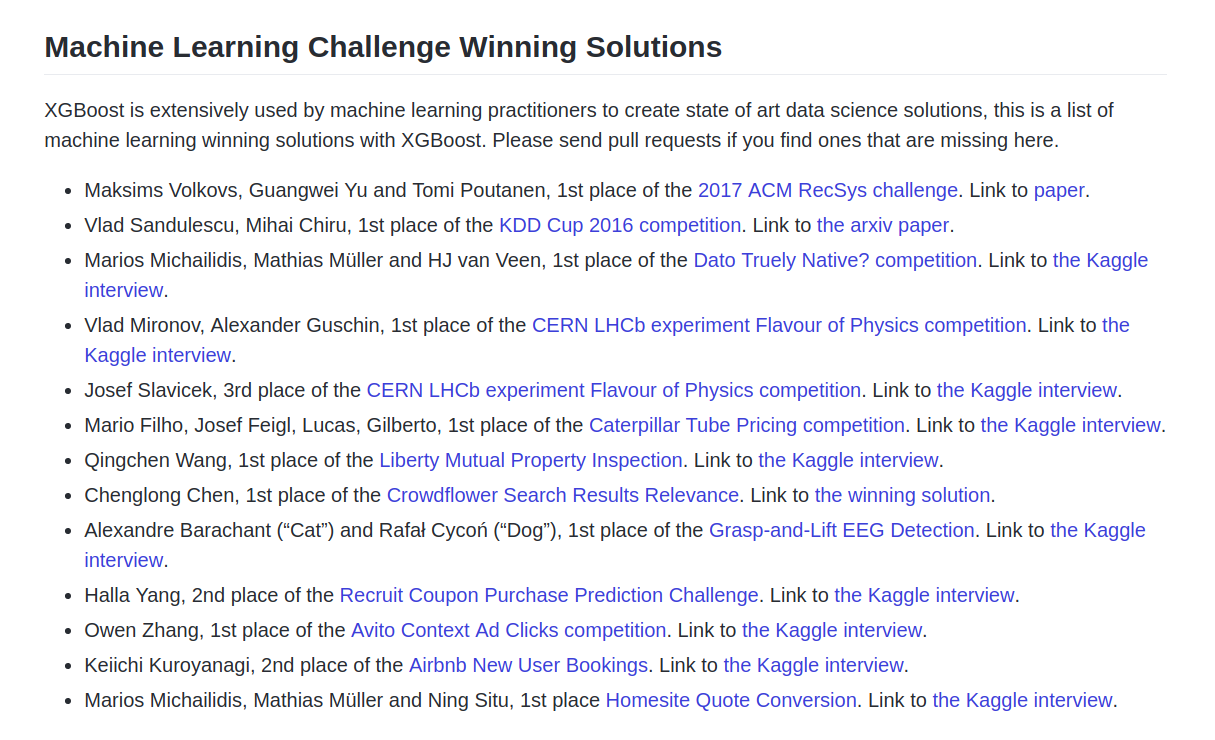 Machine Learning Challenge Winning Solutions
XGBoost is extensively used by machine learning practitioners to create state of art data science solutions, this is a list of
machine learning winning solutions with XGBoost. Please send pull requests if you find ones that are missing here.
• Maksims Volkovs, Guangwei Yu and Tomi Poutanen, 1st place of the 2017 ACM RecSys challenge. Link to paper.
• Vlad Sandulescu, Mihai Chiru, 1st place of the KDD Cup 2016 competition. Link to the arxiv paper.
• Marios Michailidis, Mathias Müller and HJ van Veen, 1st place of the Dato Truely Native? competition. Link to the Kaggle
interview.
• Vlad Mironov, Alexander Guschin, 1st place of the CERN LHCb experiment Flavour of Physics competition. Link to the
Kaggle interview.
• Josef Slavicek, 3rd place of the CERN LHCb experiment Flavour of Physics competition. Link to the Kaggle interview.
• Mario Filho, Josef Feigl, Lucas, Gilberto, 1st place of the Caterpillar Tube Pricing competition. Link to the Kaggle interview.
• Qingchen Wang, 1st place of the Liberty Mutual Property Inspection. Link to the Kaggle interview.
• Chenglong Chen, 1st place of the Crowdflower Search Results Relevance. Link to the winning solution.
• Alexandre Barachant (“Cat”) and Rafał Cycoń (“Dog”), 1st place of the Grasp-and-Lift EEG Detection. Link to the Kaggle
interview.
• Halla Yang, 2nd place of the Recruit Coupon Purchase Prediction Challenge. Link to the Kaggle interview.
• Owen Zhang, 1st place of the Avito Context Ad Clicks competition. Link to the Kaggle interview.
• Keiichi Kuroyanagi, 2nd place of the Airbnb New User Bookings. Link to the Kaggle interview.
• Marios Michailidis, Mathias Müller and Ning Situ, 1st place Homesite Quote Conversion. Link to the Kaggle interview.